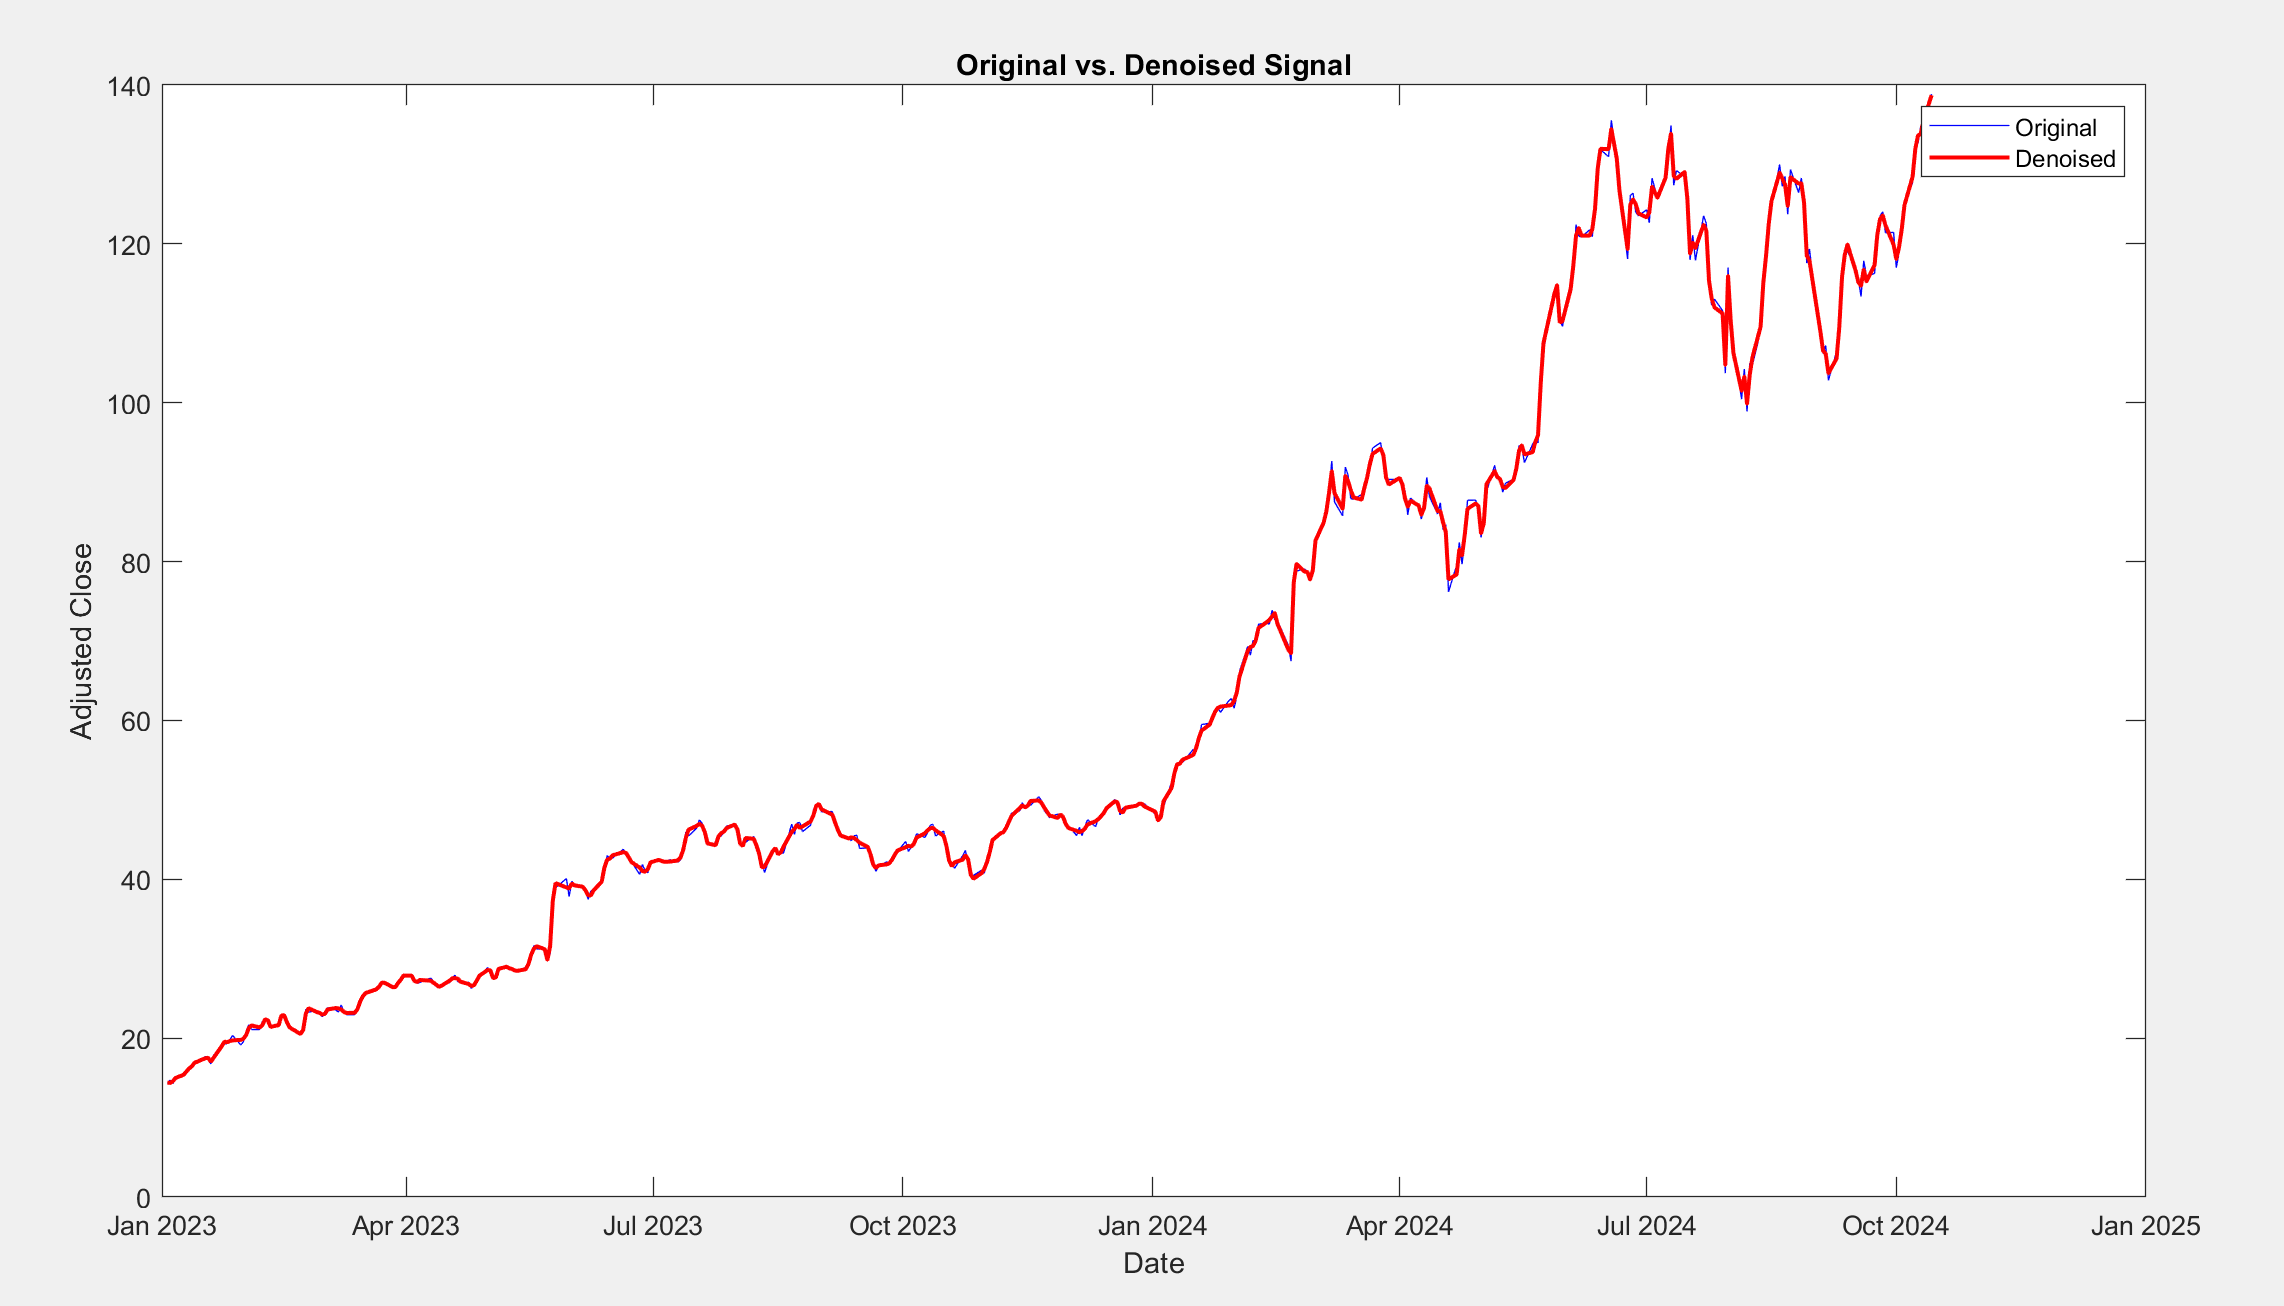 Original vs. Denoised Signal
140
120
100
80
60
40
20
0
Adjusted Close
Original
Denoised
Jan 2023 Apr 2023 Jul 2023 Oct 2023 Jan 2024 Apr 2024 Jul 2024 Oct 2024 Jan 2025
Date